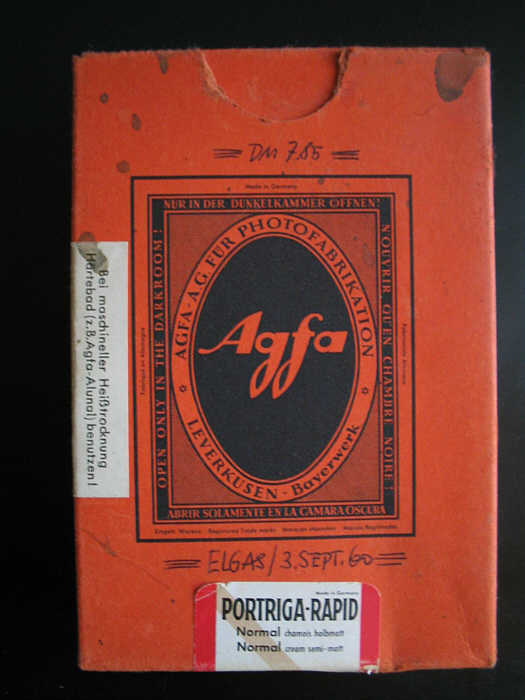 DM 7.85
Made in Germany
NUR IN DER DUNKELKAMMER ÖFFNEN!
OPEN ONLY IN THE DARKROOM!
N'OUVRIR QU'EN CHAMBRE NOIRE!
ABRIR SOLAMENTE EN LA CAMARA OSCURA
AGFA-A.G. FÜR PHOTOFABRIKATION
Agfa
LEVERKUSEN - Bayerwerk
Bei maschineller Heißtrocknung
Härtebad (z.B.Agfa-Alunal) benutzen!
ELGAS/3.SEPT.60
Made in Germany
PORTRIGA-RAPID
Normal chamois halbmatt
Normal cream semi-matt